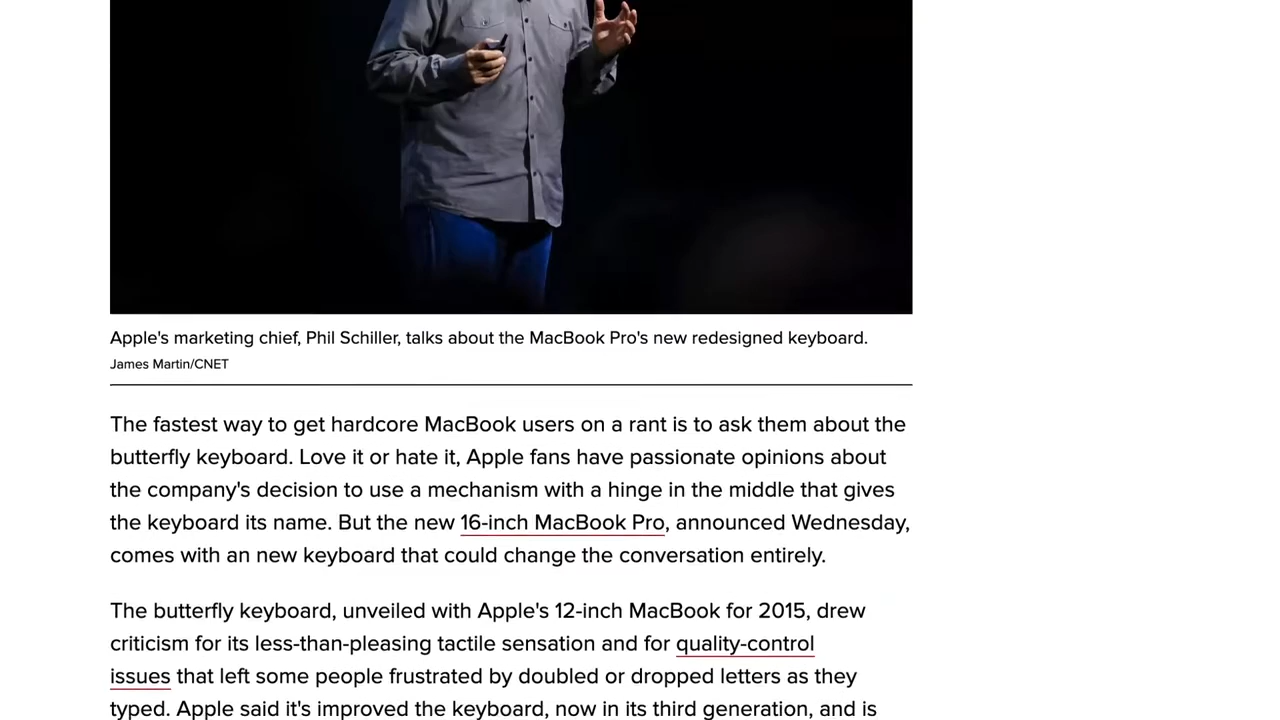 Apple's marketing chief, Phil Schiller, talks about the MacBook Pro's new redesigned keyboard.
James Martin/CNET
The fastest way to get hardcore MacBook users on a rant is to ask them about the
butterfly keyboard. Love it or hate it, Apple fans have passionate opinions about
the company's decision to use a mechanism with a hinge in the middle that gives
the keyboard its name. But the new 16-inch MacBook Pro, announced Wednesday,
comes with an new keyboard that could change the conversation entirely.
The butterfly keyboard, unveiled with Apple's 12-inch MacBook for 2015, drew
criticism for its less-than-pleasing tactile sensation and for quality-control
issues that left some people frustrated by doubled or dropped letters as they
typed. Apple said it's improved the keyboard, now in its third generation, and is